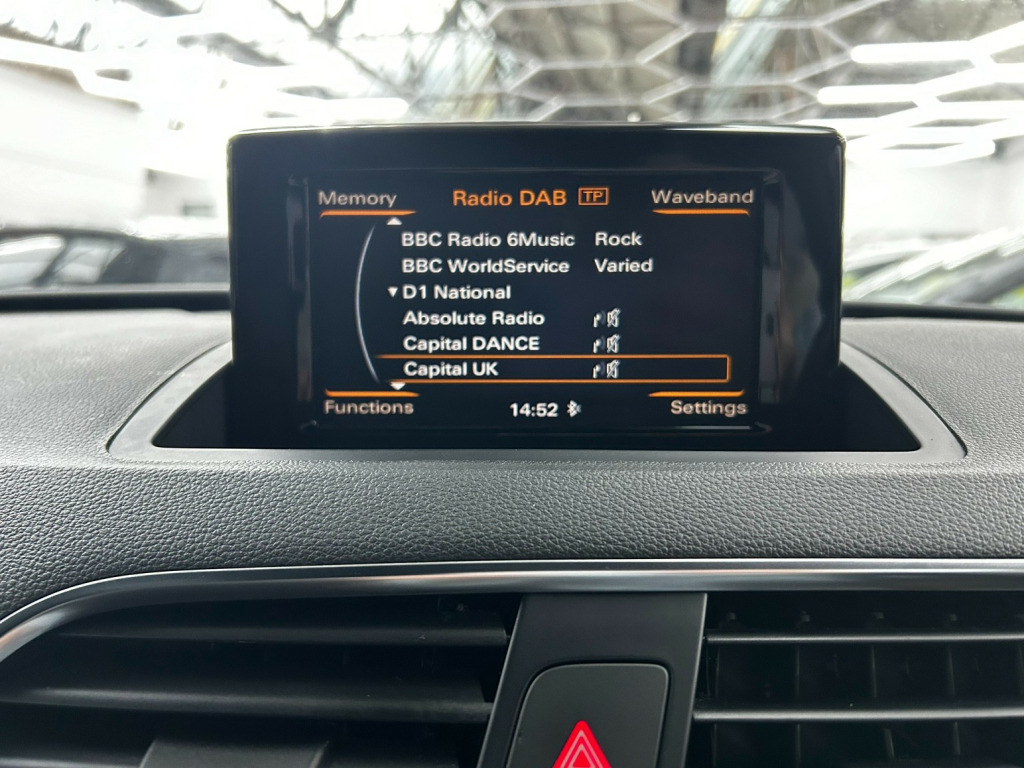 Memory Radio DAB TP Waveband
BBC Radio 6Music Rock
BBC WorldService Varied
▼ D1 National
Absolute Radio
Capital DANCE
Capital UK
Functions 14:52 Settings